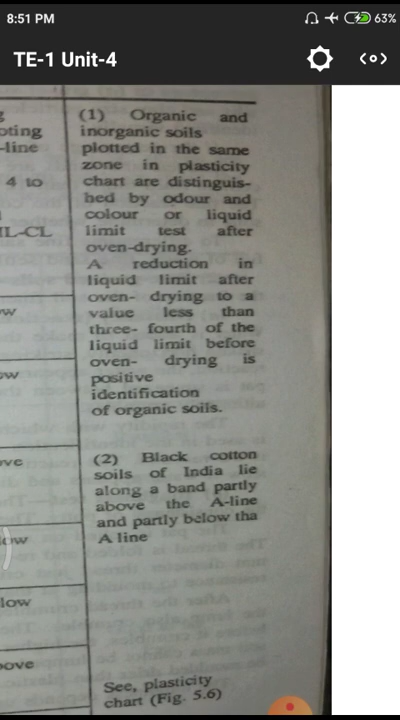 8:51 PM
63%
TE-1 Unit-4
oting
-line
4 to
IL-CL
ow
ow
ove
low
low
ove
(1) Organic and
inorganic soils
plotted in the same
zone in plasticity
chart are distinguis-
hed by odour and
colour or liquid
limit test after
oven-drying.
A reduction in
liquid limit after
oven- drying to a
value less than
three- fourth of the
liquid limit before
oven- drying is
positive
identification
of organic soils.
(2) Black cotton
soils of India lie
along a band partly
above the A-line
and partly below tha
A line
See, plasticity
chart (Fig. 5.6)